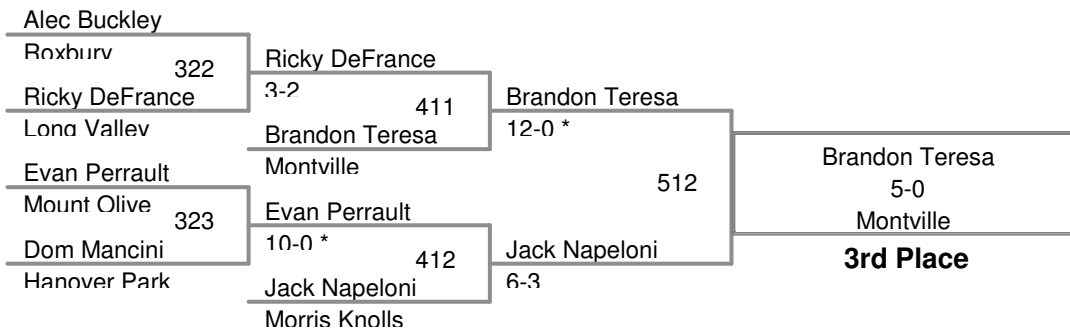 Alec Buckley
Roxbury
322
Ricky DeFrance
3-2
Ricky DeFrance
Long Valley
411
Brandon Teresa
Montville
Brandon Teresa
12-0 *
Evan Perrault
Mount Olive
323
Evan Perrault
10-0 *
Dom Mancini
Hanover Park
412
Jack Napeloni
Morris Knolls
Jack Napeloni
6-3
512
Brandon Teresa
5-0
Montville
3rd Place